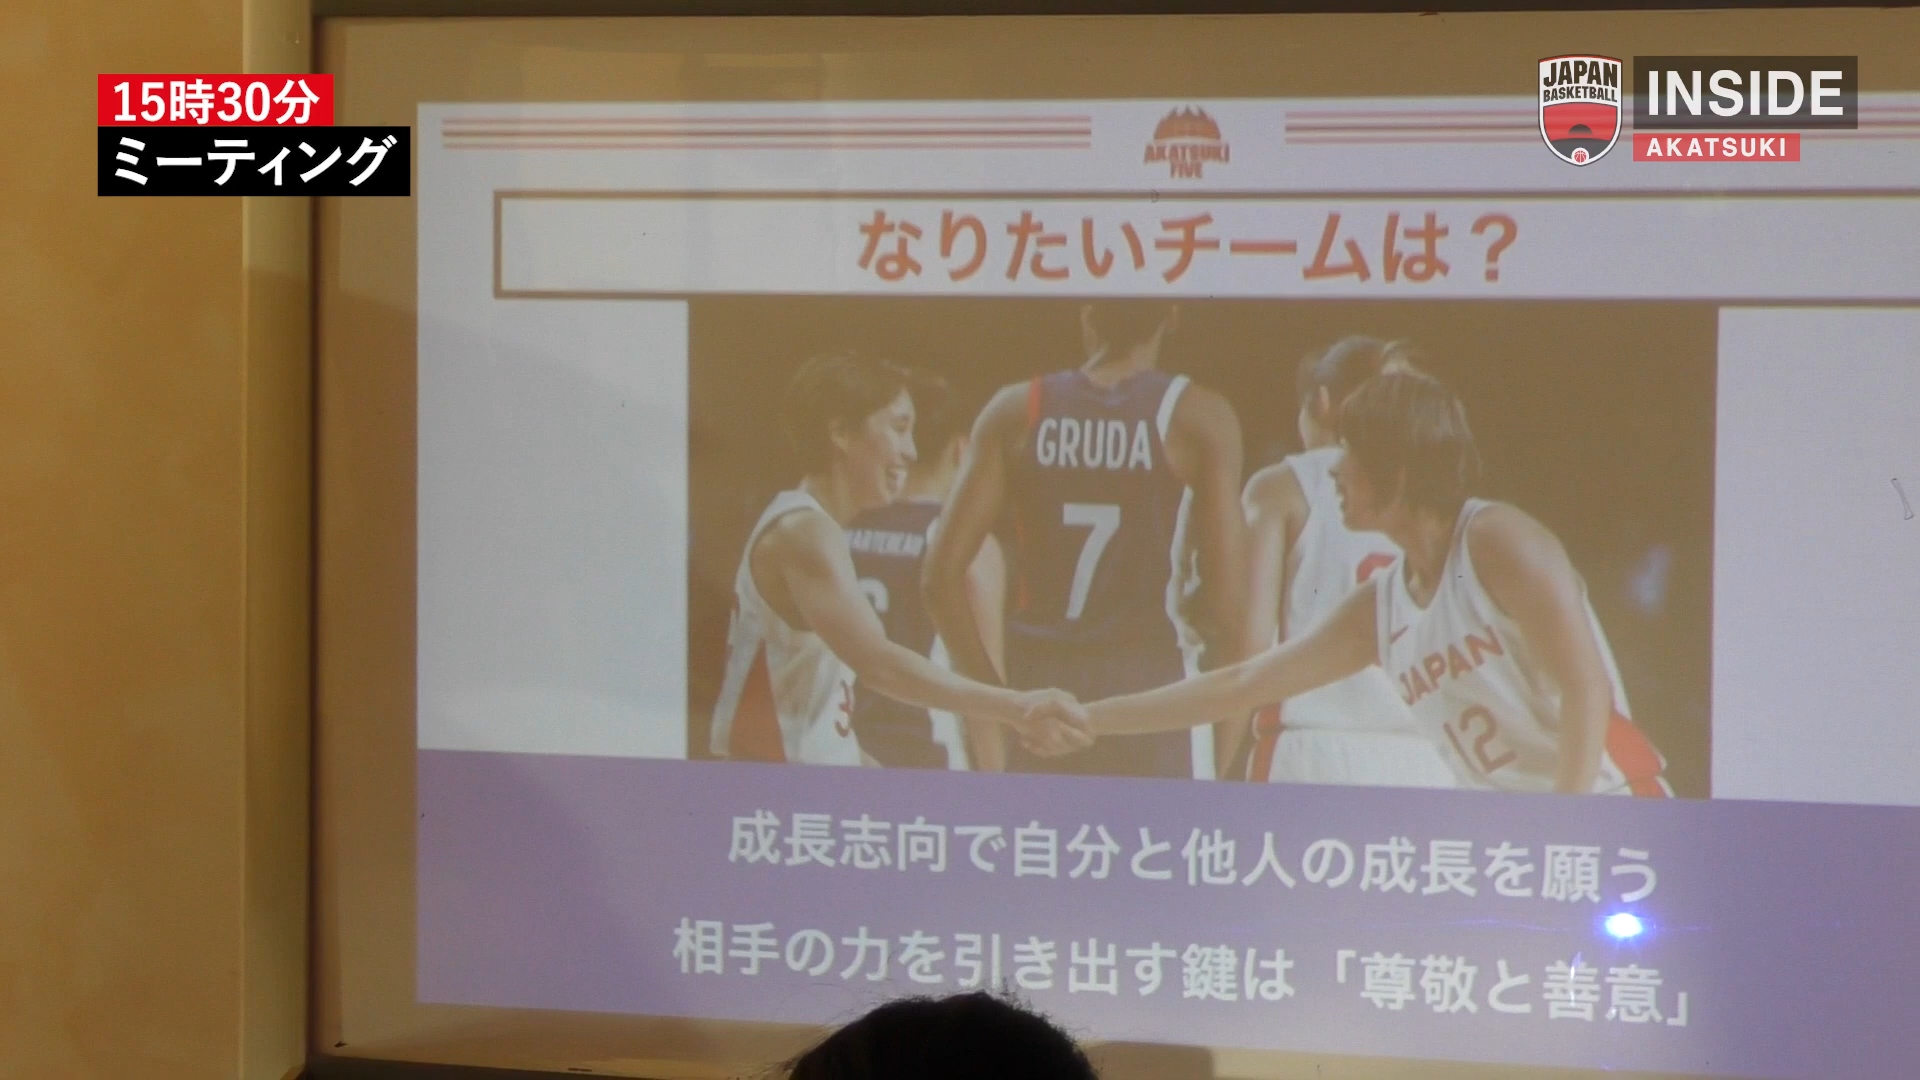 15時30分
ミーティング
JAPAN
BASKETBALL
INSIDE
AKATSUKI
AKATSUKI
FIVE
なりたいチームは？
GRUDA
7
3
JAPAN
12
成長志向で自分と他人の成長を願う
相手の力を引き出す鍵は「尊敬と善意」